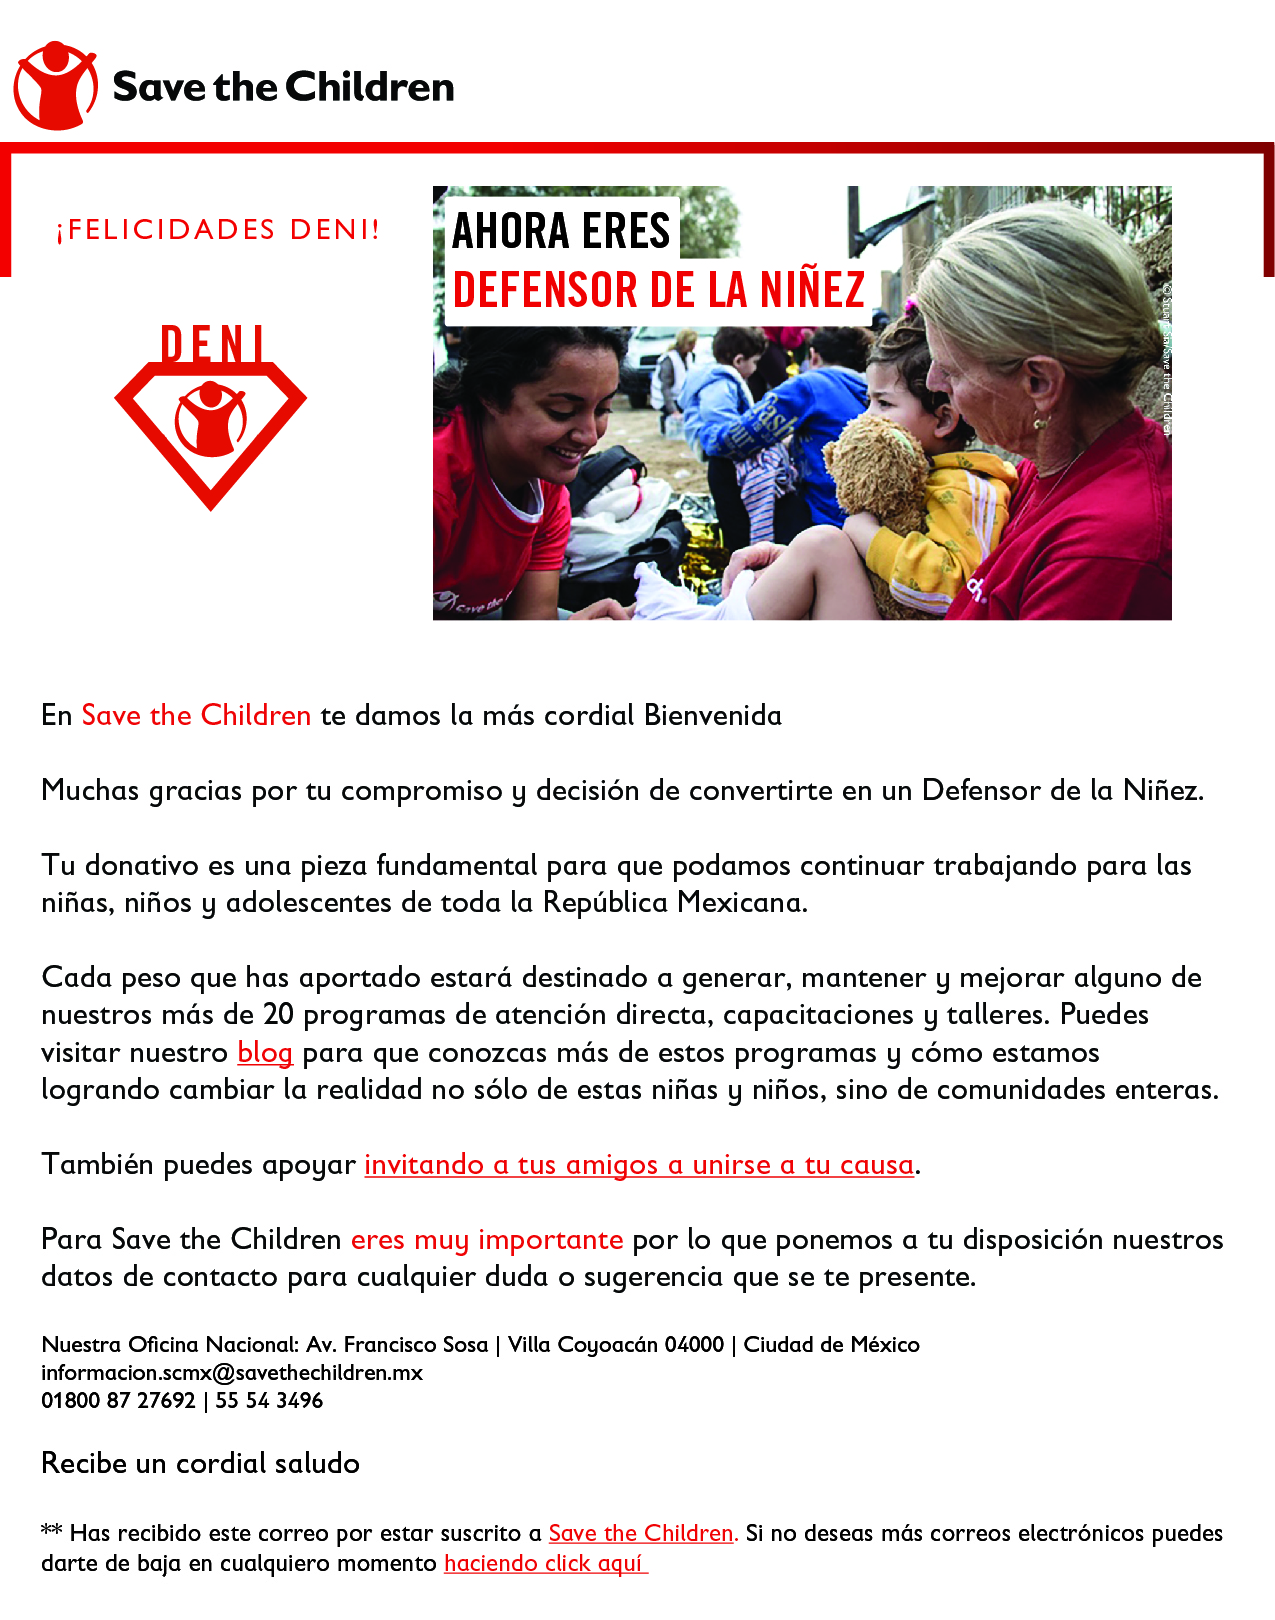 Save the Children
¡FELICIDADES DENI!
DENI
AHORA ERES
DEFENSOR DE LA NIÑEZ
En Save the Children te damos la más cordial Bienvenida
Muchas gracias por tu compromiso y decisión de convertirte en un Defensor de la Niñez.
Tu donativo es una pieza fundamental para que podamos continuar trabajando para las
niñas, niños y adolescentes de toda la República Mexicana.
Cada peso que has aportado estará destinado a generar, mantener y mejorar alguno de
nuestros más de 20 programas de atención directa, capacitaciones y talleres. Puedes
visitar nuestro blog para que conozcas más de estos programas y cómo estamos
logrando cambiar la realidad no sólo de estas niñas y niños, sino de comunidades enteras.
También puedes apoyar invitando a tus amigos a unirse a tu causa.
Para Save the Children eres muy importante por lo que ponemos a tu disposición nuestros
datos de contacto para cualquier duda o sugerencia que se te presente.
Nuestra Oficina Nacional: Av. Francisco Sosa | Villa Coyoacán 04000 | Ciudad de México
informacion.scmx@savethechildren.mx
01800 87 27692 | 55 54 3496
Recibe un cordial saludo
** Has recibido este correo por estar suscrito a Save the Children. Si no deseas más correos electrónicos puedes
darte de baja en cualquiero momento haciendo click aquí